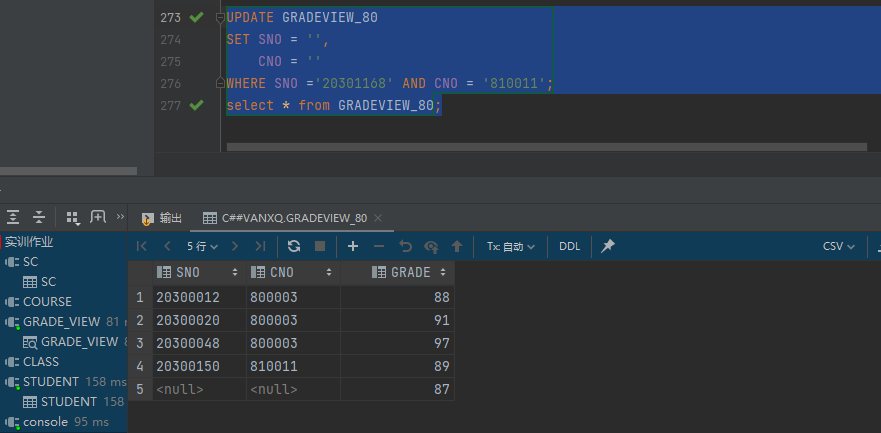 273 UPDATE GRADEVIEW_80
274 SET SNO = '',
275 CNO = ''
276 WHERE SNO ='20301168' AND CNO = '810011';
277 select * from GRADEVIEW_80;
输出 C##VANXQ.GRADEVIEW_80
实训作业
5 行 Tx: 自动 DDL CSV
SC
SC
COURSE
GRADE_VIEW 81
GRADE_VIEW
CLASS
STUDENT 158 ms
STUDENT 158
console 95 ms
SNO CNO GRADE
1 20300012 800003 88
2 20300020 800003 91
3 20300048 800003 97
4 20300150 810011 89
5 <null> <null> 87